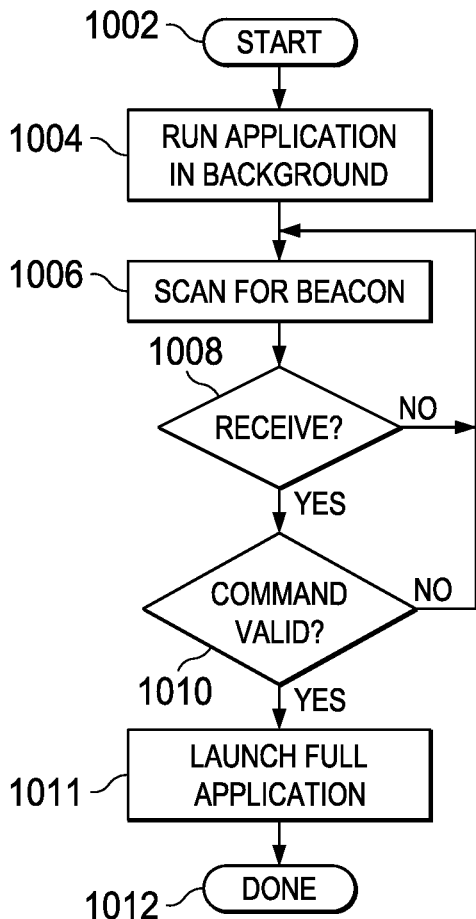 1002
START
1004
RUN APPLICATION
IN BACKGROUND
1006
SCAN FOR BEACON
1008
RECEIVE?
NO
YES
COMMAND
VALID?
NO
1010
YES
1011
LAUNCH FULL
APPLICATION
1012
DONE